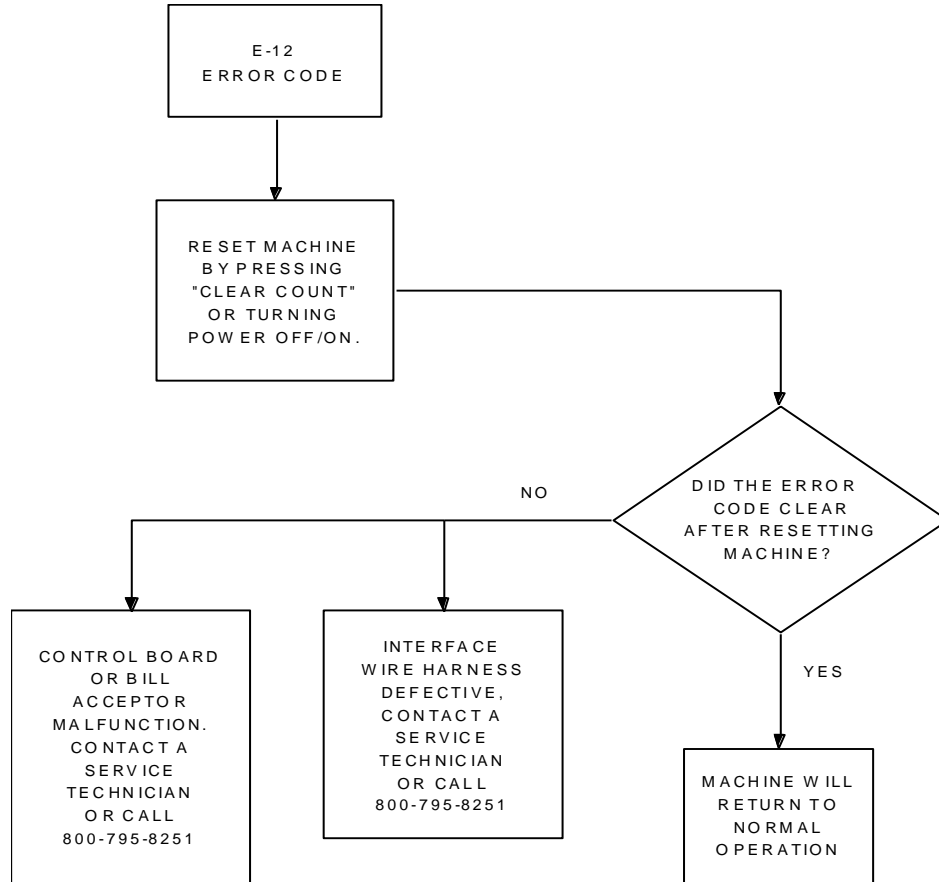 E-12
ERROR CODE
RESET MACHINE
BY PRESSING
"CLEAR COUNT"
OR TURNING
POWER OFF/ON.
DID THE ERROR
CODE CLEAR
AFTER RESETTING
MACHINE?
NO
YES
CONTROL BOARD
OR BILL
ACCEPTOR
MALFUNCTION.
CONTACT A
SERVICE
TECHNICIAN
OR CALL
800-795-8251
INTERFACE
WIRE HARNESS
DEFECTIVE,
CONTACT A
SERVICE
TECHNICIAN
OR CALL
800-795-8251
MACHINE WILL
RETURN TO
NORMAL
OPERATION